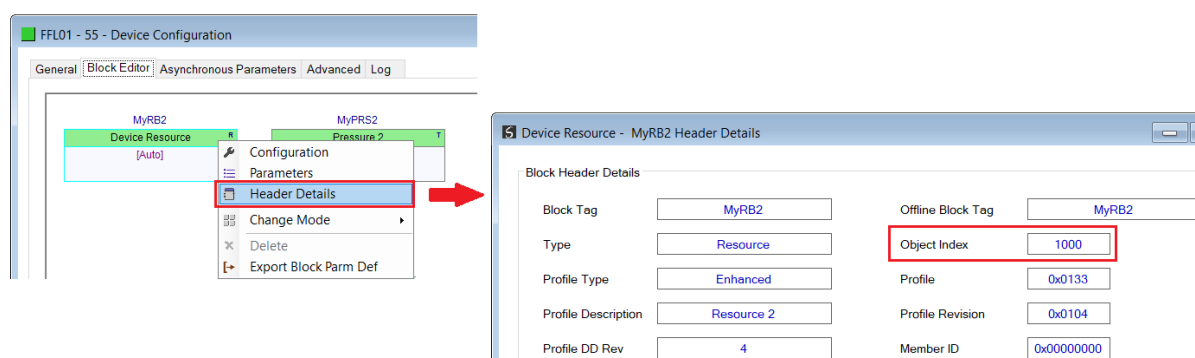 FFL01 - 55 - Device Configuration
General Block Editor Asynchronous Parameters Advanced Log
MyRB2 MyPRS2
Device Resource R Pressure 2 T
[Auto]
Configuration
Parameters
Header Details
Change Mode
Delete
Export Block Parm Def
S Device Resource - MyRB2 Header Details
Block Header Details
Block Tag MyRB2 Offline Block Tag MyRB2
Type Resource Object Index 1000
Profile Type Enhanced Profile 0x0133
Profile Description Resource 2 Profile Revision 0x0104
Profile DD Rev 4 Member ID 0x00000000